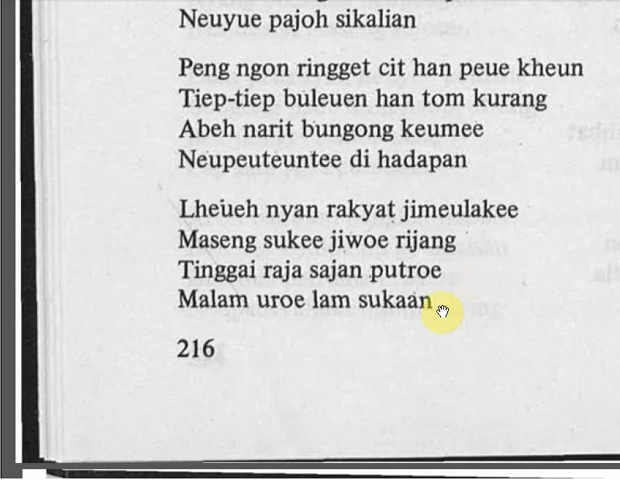 Neuyue pajoh sikalian
Peng ngon ringget cit han peue kheun
Tiep-tiep buleuen han tom kurang
Abeh narit bungong keumee
Neupeuteuntee di hadapan
Lheueh nyan rakyat jimeulakee
Maseng sukee jiwoe rijang
Tinggai raja sajan putroe
Malam uroe lam sukaan
216